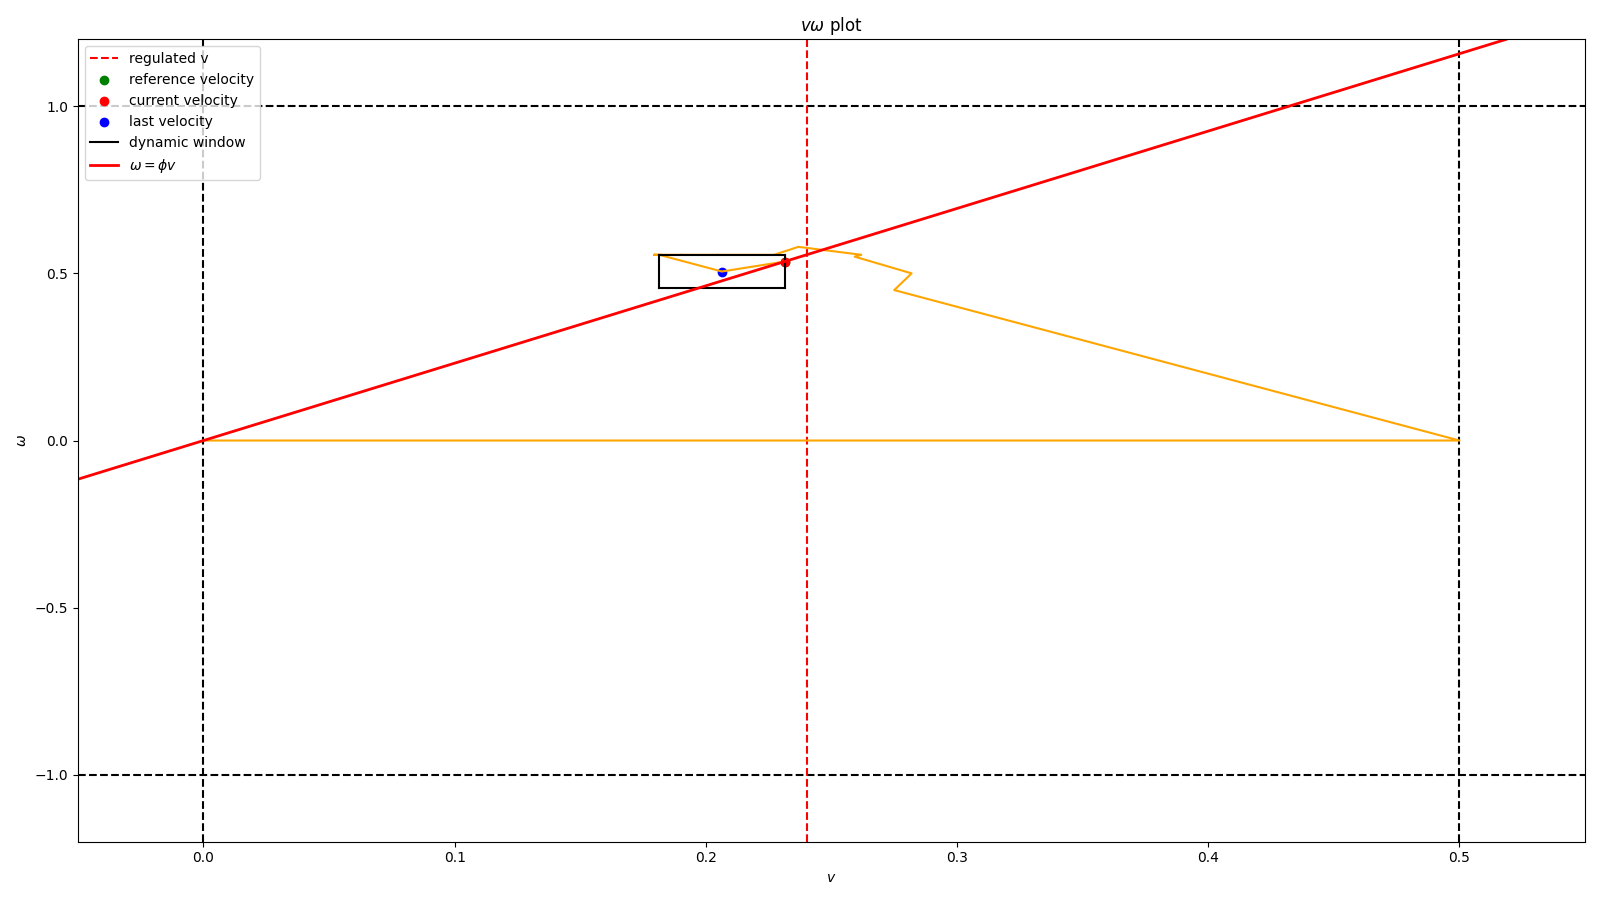 vω plot
regulated v
reference velocity
current velocity
last velocity
dynamic window
ω = ϕv
1.0
0.5
0.0
−0.5
−1.0
ω
0.0 0.1 0.2 0.3 0.4 0.5
v